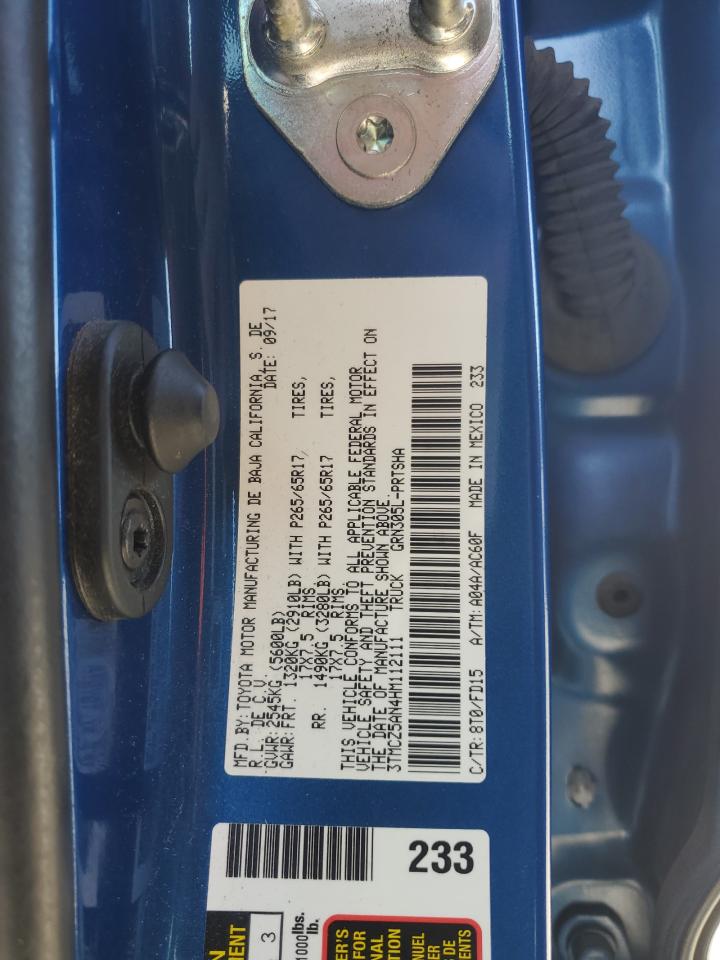 MFD.BY:TOYOTA MOTOR MANUFACTURING DE BAJA CALIFORNIA, S. DE
R.L. DE C.V. DATE: 09/17
GVWR:2545KG (5600LB)
GAWR:FRT. 1320KG (2910LB) WITH P265/65R17, TIRES,
17X7.5 RIMS
RR. 1490KG (3280LB) WITH P265/65R17 TIRES,
17X7.5 RIMS
THIS VEHICLE CONFORMS TO ALL APPLICABLE FEDERAL MOTOR
VEHICLE SAFETY AND THEFT PREVENTION STANDARDS IN EFFECT ON
THE DATE OF MANUFACTURE SHOWN ABOVE.
3TMCZ5AN4HM112111 TRUCK GRN305L-PRTSHA
C/TR:8T0/FD15 A/TM:A04A/AC60F MADE IN MEXICO 233
233
3
1000lbs.
lb.